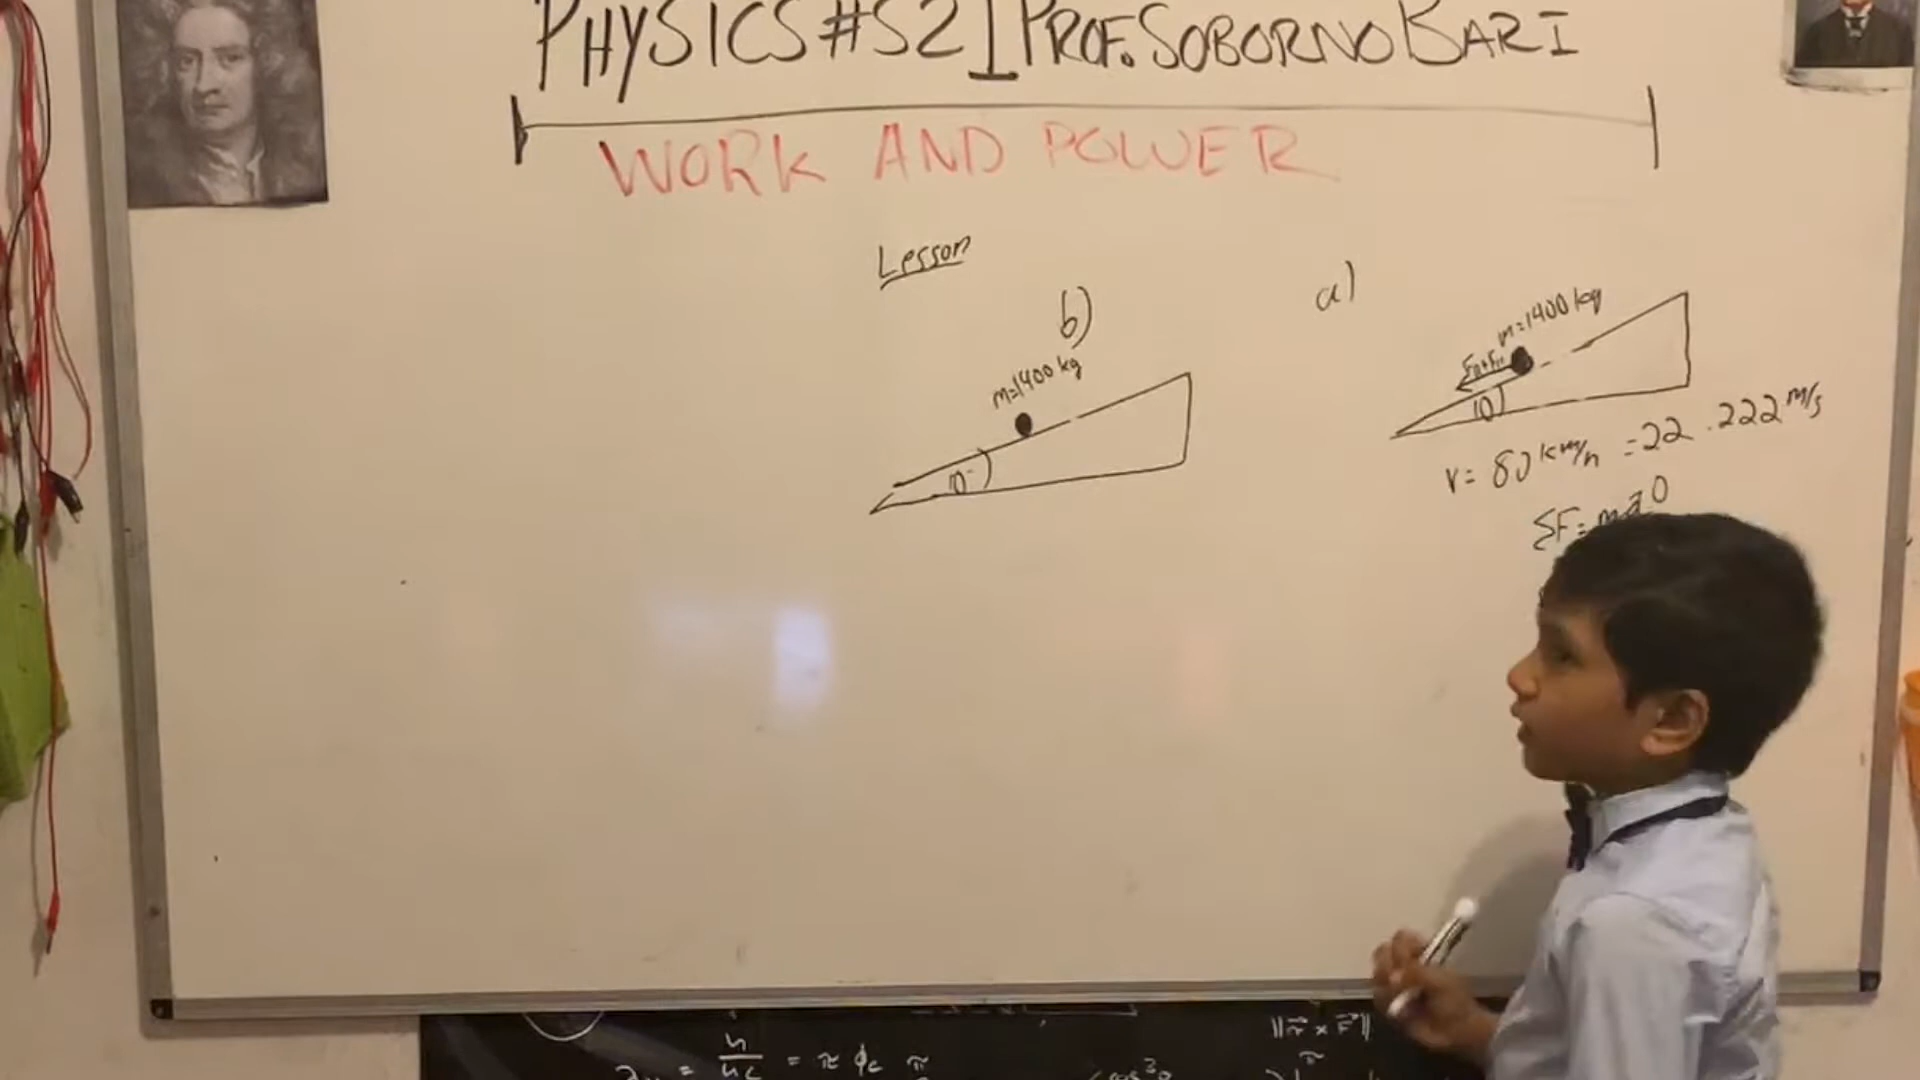 PHYSICS #52 | PROF. SOBORNO BARI
WORK AND POWER
Lesson
b)
m=1400 kg
10°
a)
m=1400 kg
10
v = 80 km/h = 22.222 m/s
ΣF = ma = 0
||r⃗ × F⃗||
= π ϕc π